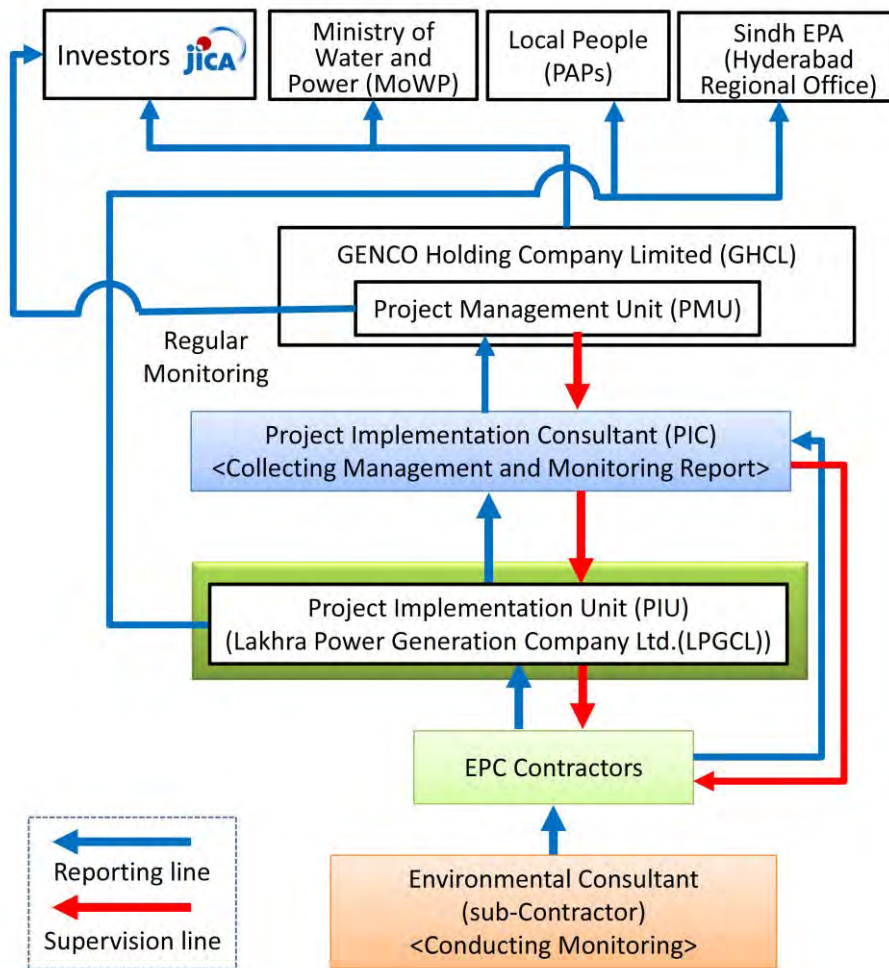 Investors JICA
Ministry of
Water and
Power (MoWP)
Local People
(PAPs)
Sindh EPA
(Hyderabad
Regional Office)
GENCO Holding Company Limited (GHCL)
Project Management Unit (PMU)
Regular
Monitoring
Project Implementation Consultant (PIC)
<Collecting Management and Monitoring Report>
Project Implementation Unit (PIU)
(Lakhra Power Generation Company Ltd.(LPGCL))
EPC Contractors
Reporting line
Supervision line
Environmental Consultant
(sub-Contractor)
<Conducting Monitoring>